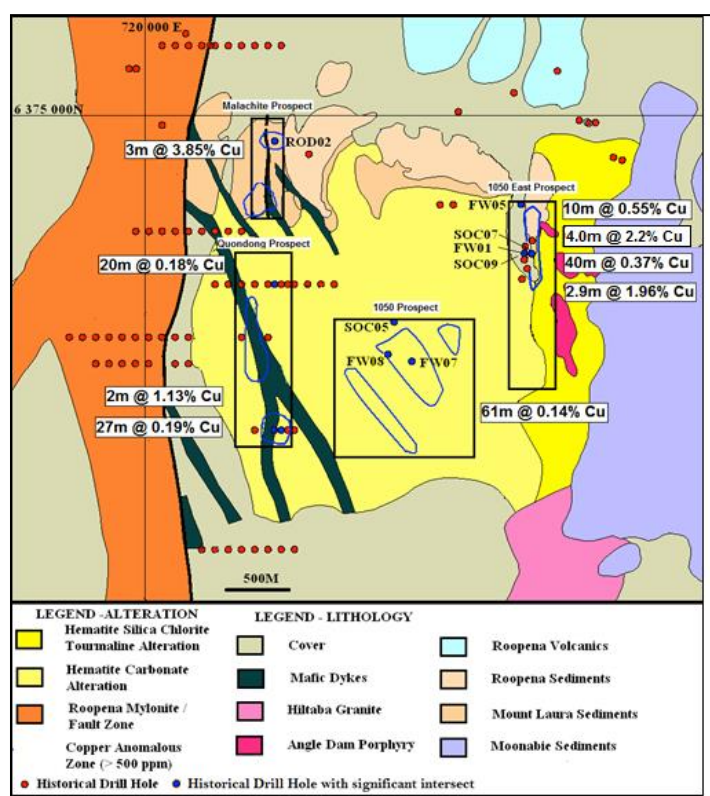 720 000 E
6 375 000N
Malachite Prospect
3m @ 3.85% Cu
ROD02
1050 East Prospect
FW05
10m @ 0.55% Cu
SOC07
4.0m @ 2.2% Cu
FW01
Quondong Prospect
20m @ 0.18% Cu
SOC09
40m @ 0.37% Cu
2.9m @ 1.96% Cu
1050 Prospect
SOC05
FW08
FW07
2m @ 1.13% Cu
61m @ 0.14% Cu
27m @ 0.19% Cu
500M
LEGEND -ALTERATION
Hematite Silica Chlorite
Tourmaline Alteration
Hematite Carbonate
Alteration
Roopena Mylonite /
Fault Zone
Copper Anomalous
Zone (> 500 ppm)
LEGEND - LITHOLOGY
Cover
Mafic Dykes
Hiltaba Granite
Angle Dam Porphyry
Roopena Volcanics
Roopena Sediments
Mount Laura Sediments
Moonabie Sediments
Historical Drill Hole
Historical Drill Hole with significant intersect